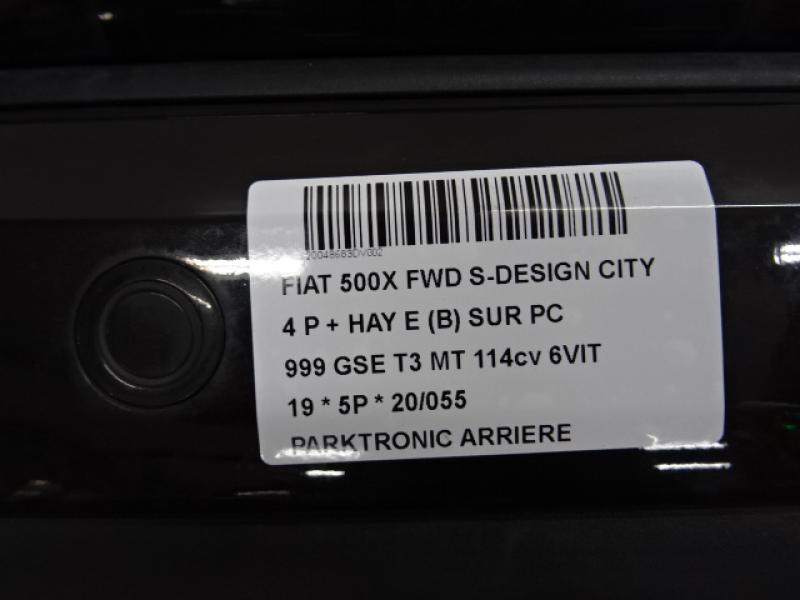 20048683DV002
FIAT 500X FWD S-DESIGN CITY
4 P + HAY E (B) SUR PC
999 GSE T3 MT 114cv 6VIT
19 * 5P * 20/055
PARKTRONIC ARRIERE